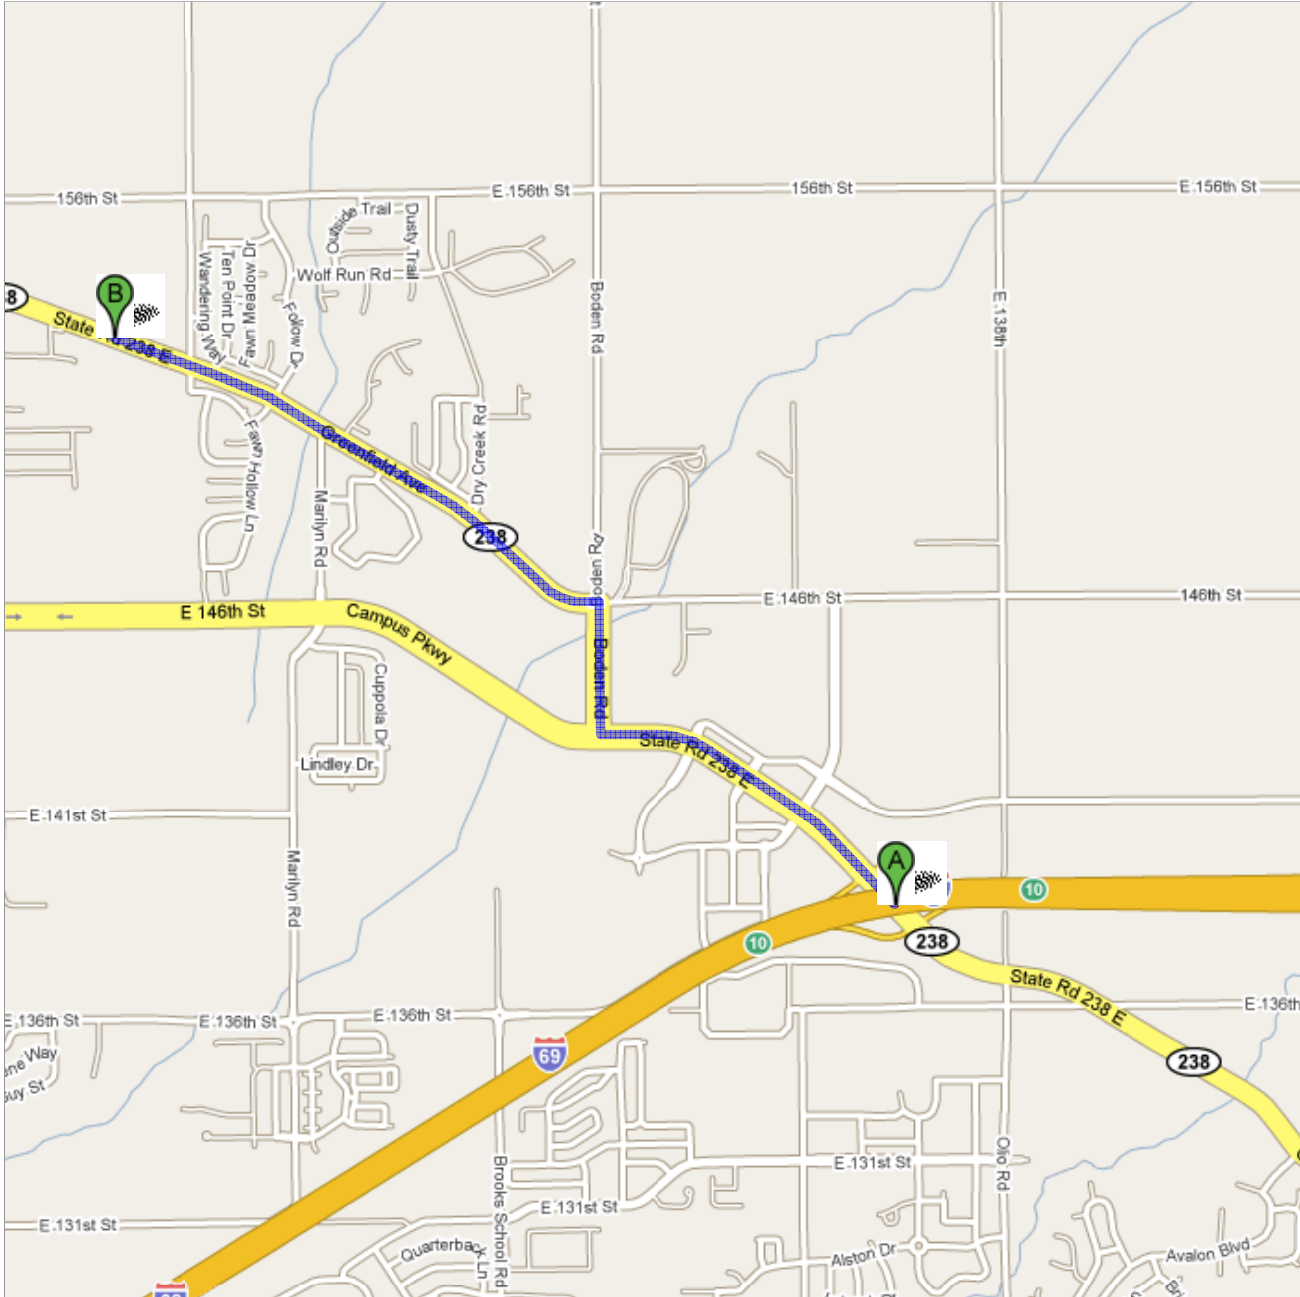 E 156th St
156th St
E 156th St
156th St
Outside Trail
Dusty Trail
Wolf Run Rd
Wandering Way
Ten Point Dr
Fawn Meadow Dr
Follow Dr
Boden Rd
E 138th
B
State Rd 238 E
Greenfield Ave
Dry Creek Rd
Fawn Hollow Ln
Marilyn Rd
238
Boden Rd
E 146th St
146th St
E 146th St
Campus Pkwy
Boden Rd
Cuppola Dr
State Rd 238 E
Lindley Dr
E 141st St
Marilyn Rd
A
10
10
238
State Rd 238 E
E 136th St
E 136th St
E 136th St
E 136th
69
238
E 131st St
Olio Rd
Brooks School Rd
E 131st St
E 131st St
Quarterback Ln
Alston Dr
Avalon Blvd